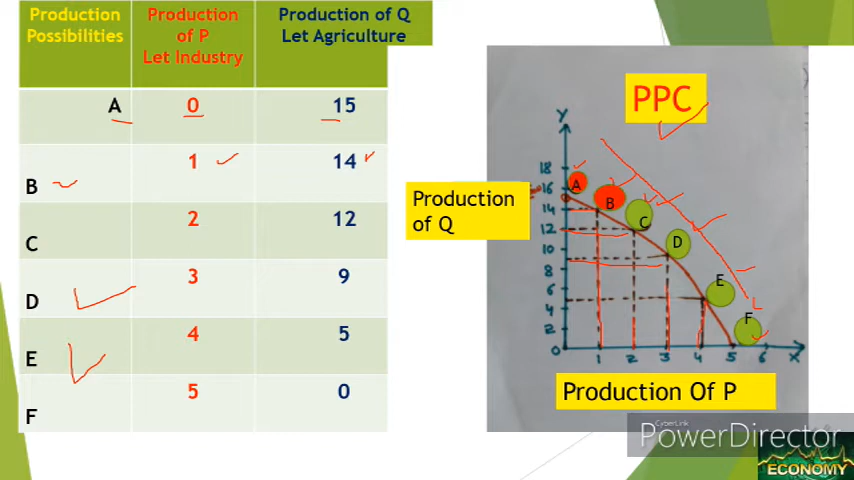 Production Possibilities
Production of P Let Industry
Production of Q Let Agriculture
A 0 15
B 1 14
C 2 12
D 3 9
E 4 5
F 5 0
PPC
Production of Q
Y
18
16
14
12
10
8
6
4
2
0
1 2 3 4 5 6 X
A
B
C
D
E
F
Production Of P
CyberLink
PowerDirector
ECONOMY